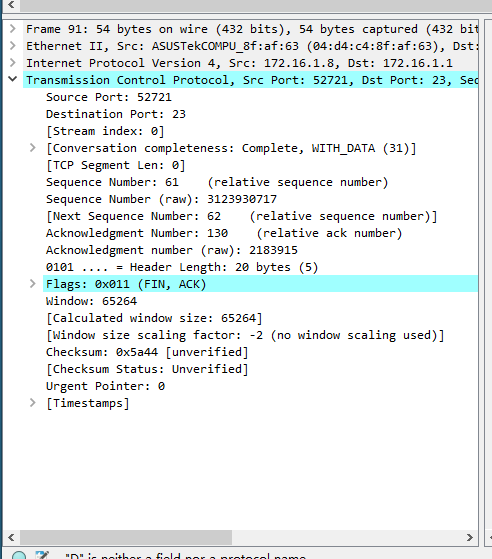 Frame 91: 54 bytes on wire (432 bits), 54 bytes captured (432 bit
Ethernet II, Src: ASUSTekCOMPU_8f:af:63 (04:d4:c4:8f:af:63), Dst:
Internet Protocol Version 4, Src: 172.16.1.8, Dst: 172.16.1.1
Transmission Control Protocol, Src Port: 52721, Dst Port: 23, Seq
Source Port: 52721
Destination Port: 23
[Stream index: 0]
[Conversation completeness: Complete, WITH_DATA (31)]
[TCP Segment Len: 0]
Sequence Number: 61    (relative sequence number)
Sequence Number (raw): 3123930717
[Next Sequence Number: 62    (relative sequence number)]
Acknowledgment Number: 130    (relative ack number)
Acknowledgment number (raw): 2183915
0101 .... = Header Length: 20 bytes (5)
Flags: 0x011 (FIN, ACK)
Window: 65264
[Calculated window size: 65264]
[Window size scaling factor: -2 (no window scaling used)]
Checksum: 0x5a44 [unverified]
[Checksum Status: Unverified]
Urgent Pointer: 0
[Timestamps]
"D" is neither a field nor a protocol name